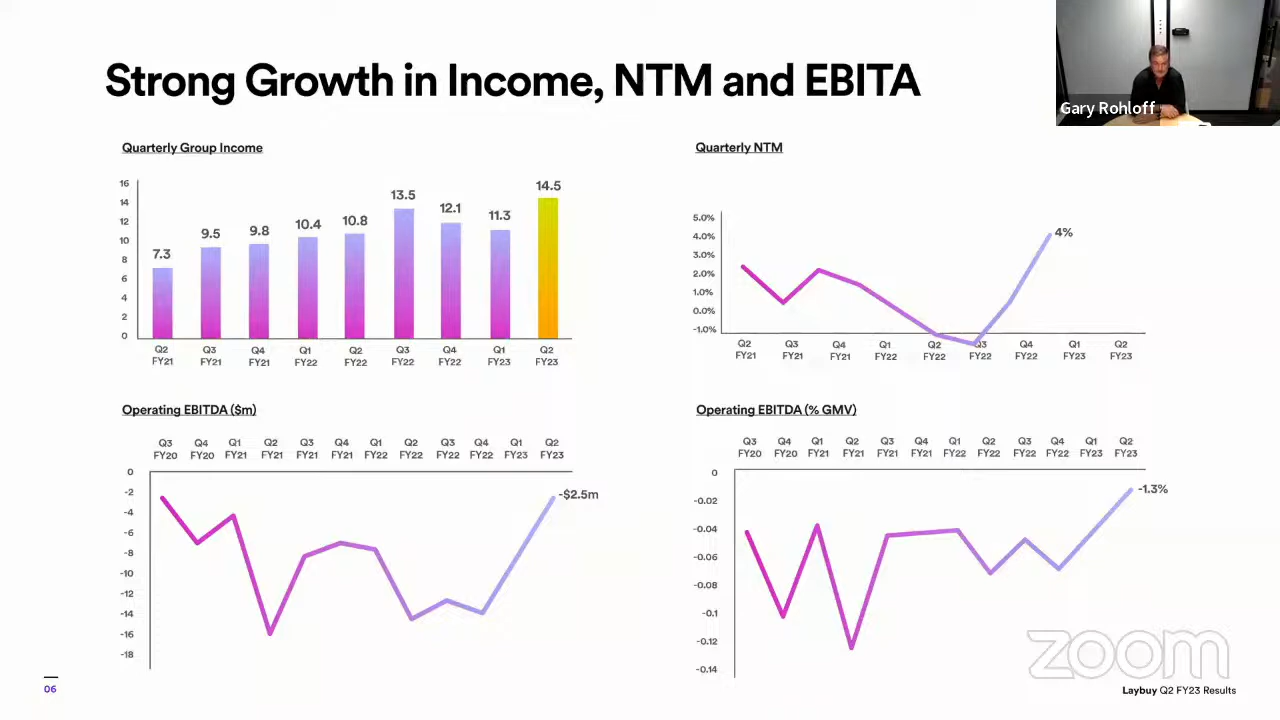 Strong Growth in Income, NTM and EBITA
Gary Rohloff
Quarterly Group Income
16
14
12
10
8
6
4
2
0
7.3
9.5
9.8
10.4
10.8
13.5
12.1
11.3
14.5
Q2 Q3 Q4 Q1 Q2 Q3 Q4 Q1 Q2
FY21 FY21 FY21 FY22 FY22 FY22 FY22 FY23 FY23
Quarterly NTM
5.0%
4.0%
3.0%
2.0%
1.0%
0.0%
-1.0%
4%
Q2 Q3 Q4 Q1 Q2 Q3 Q4 Q1 Q2
FY21 FY21 FY21 FY22 FY22 FY22 FY22 FY23 FY23
Operating EBITDA ($m)
Q3 Q4 Q1 Q2 Q3 Q4 Q1 Q2 Q3 Q4 Q1 Q2
FY20 FY20 FY21 FY21 FY21 FY21 FY22 FY22 FY22 FY22 FY23 FY23
0
-2
-4
-6
-8
-10
-12
-14
-16
-18
-$2.5m
Operating EBITDA (% GMV)
Q3 Q4 Q1 Q2 Q3 Q4 Q1 Q2 Q3 Q4 Q1 Q2
FY20 FY20 FY21 FY21 FY21 FY21 FY22 FY22 FY22 FY22 FY23 FY23
0
-0.02
-0.04
-0.06
-0.08
-0.1
-0.12
-0.14
-1.3%
zoom
06
Laybuy Q2 FY23 Results